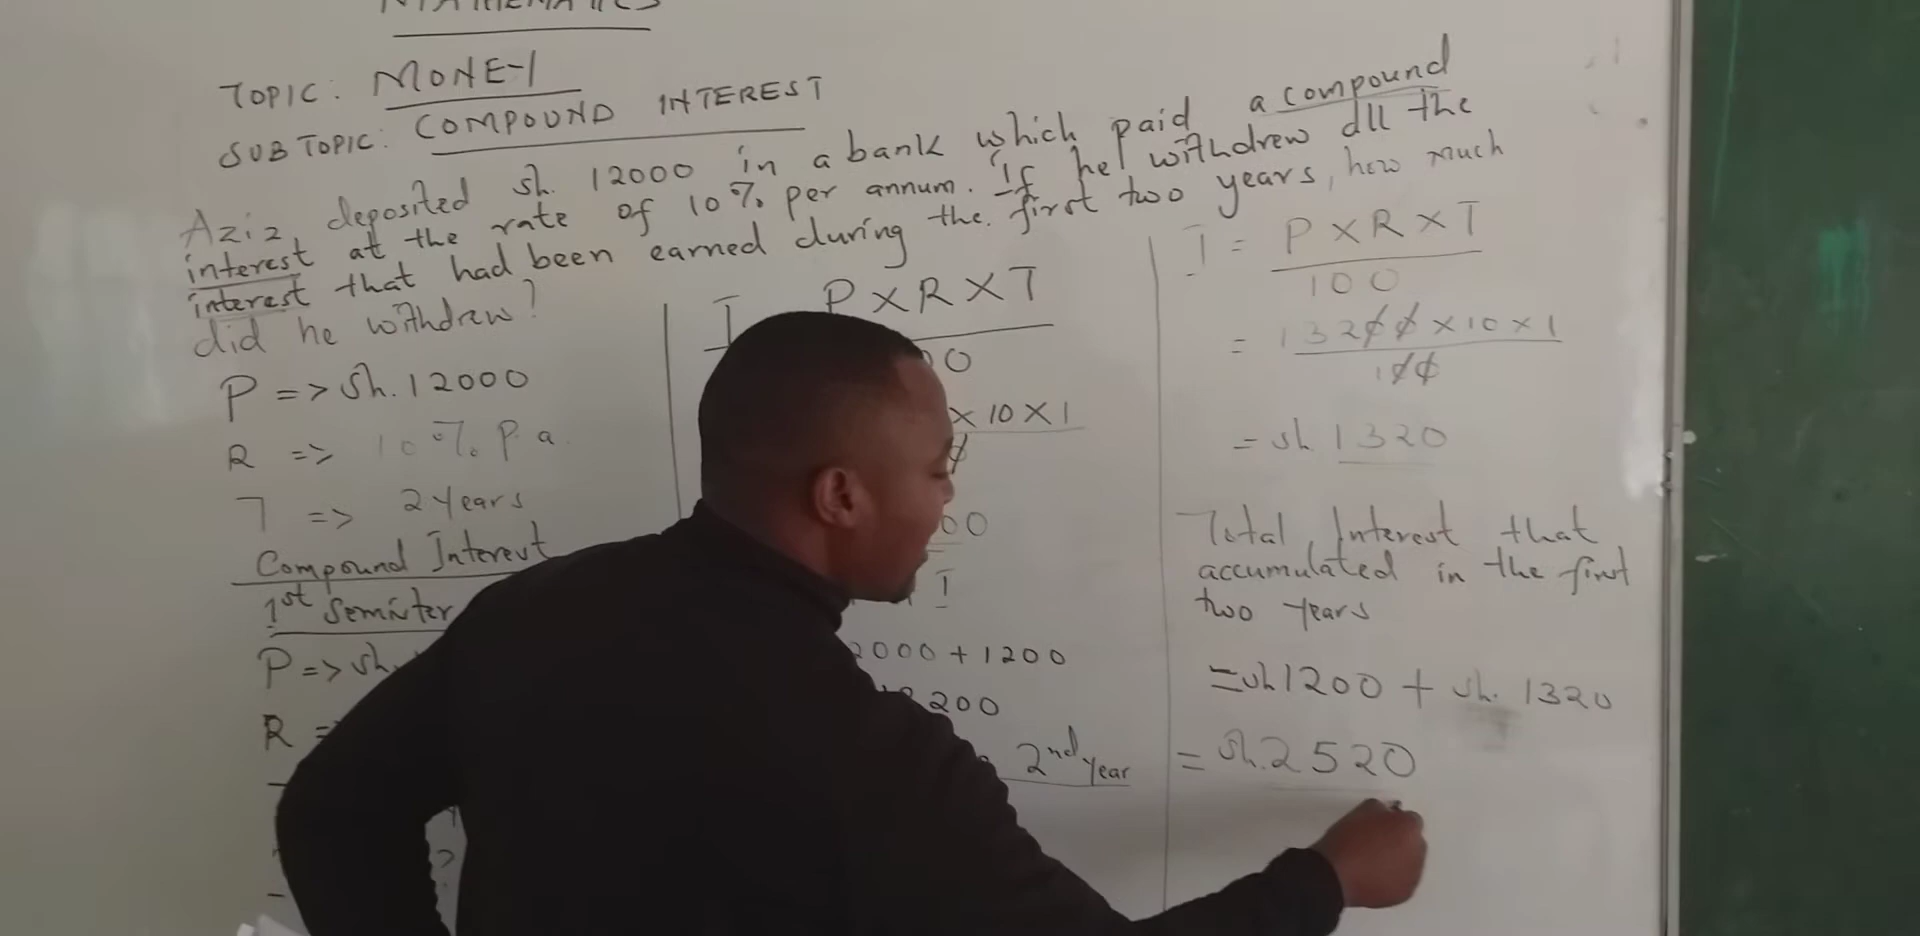 MATHEMATICS
TOPIC: MONEY
SUB TOPIC: COMPOUND INTEREST
Aziz deposited sh. 12000 in a bank which paid a compound
interest at the rate of 10% per annum. If he withdrew all the
interest that had been earned during the first two years, how much
did he withdraw?
P => Sh. 12000
R => 10% P.a.
T => 2 years
Compound Interest
1st Semister
P => sh.
R =
I P X R X T
00
x 10 X 1
00
I
2000 + 1200
200
2nd year
I = P X R X T
100
= 13200 x 10 x 1
100
= sh 1320
Total Interest that
accumulated in the first
two years
= sh 1200 + sh. 1320
= sh. 2520